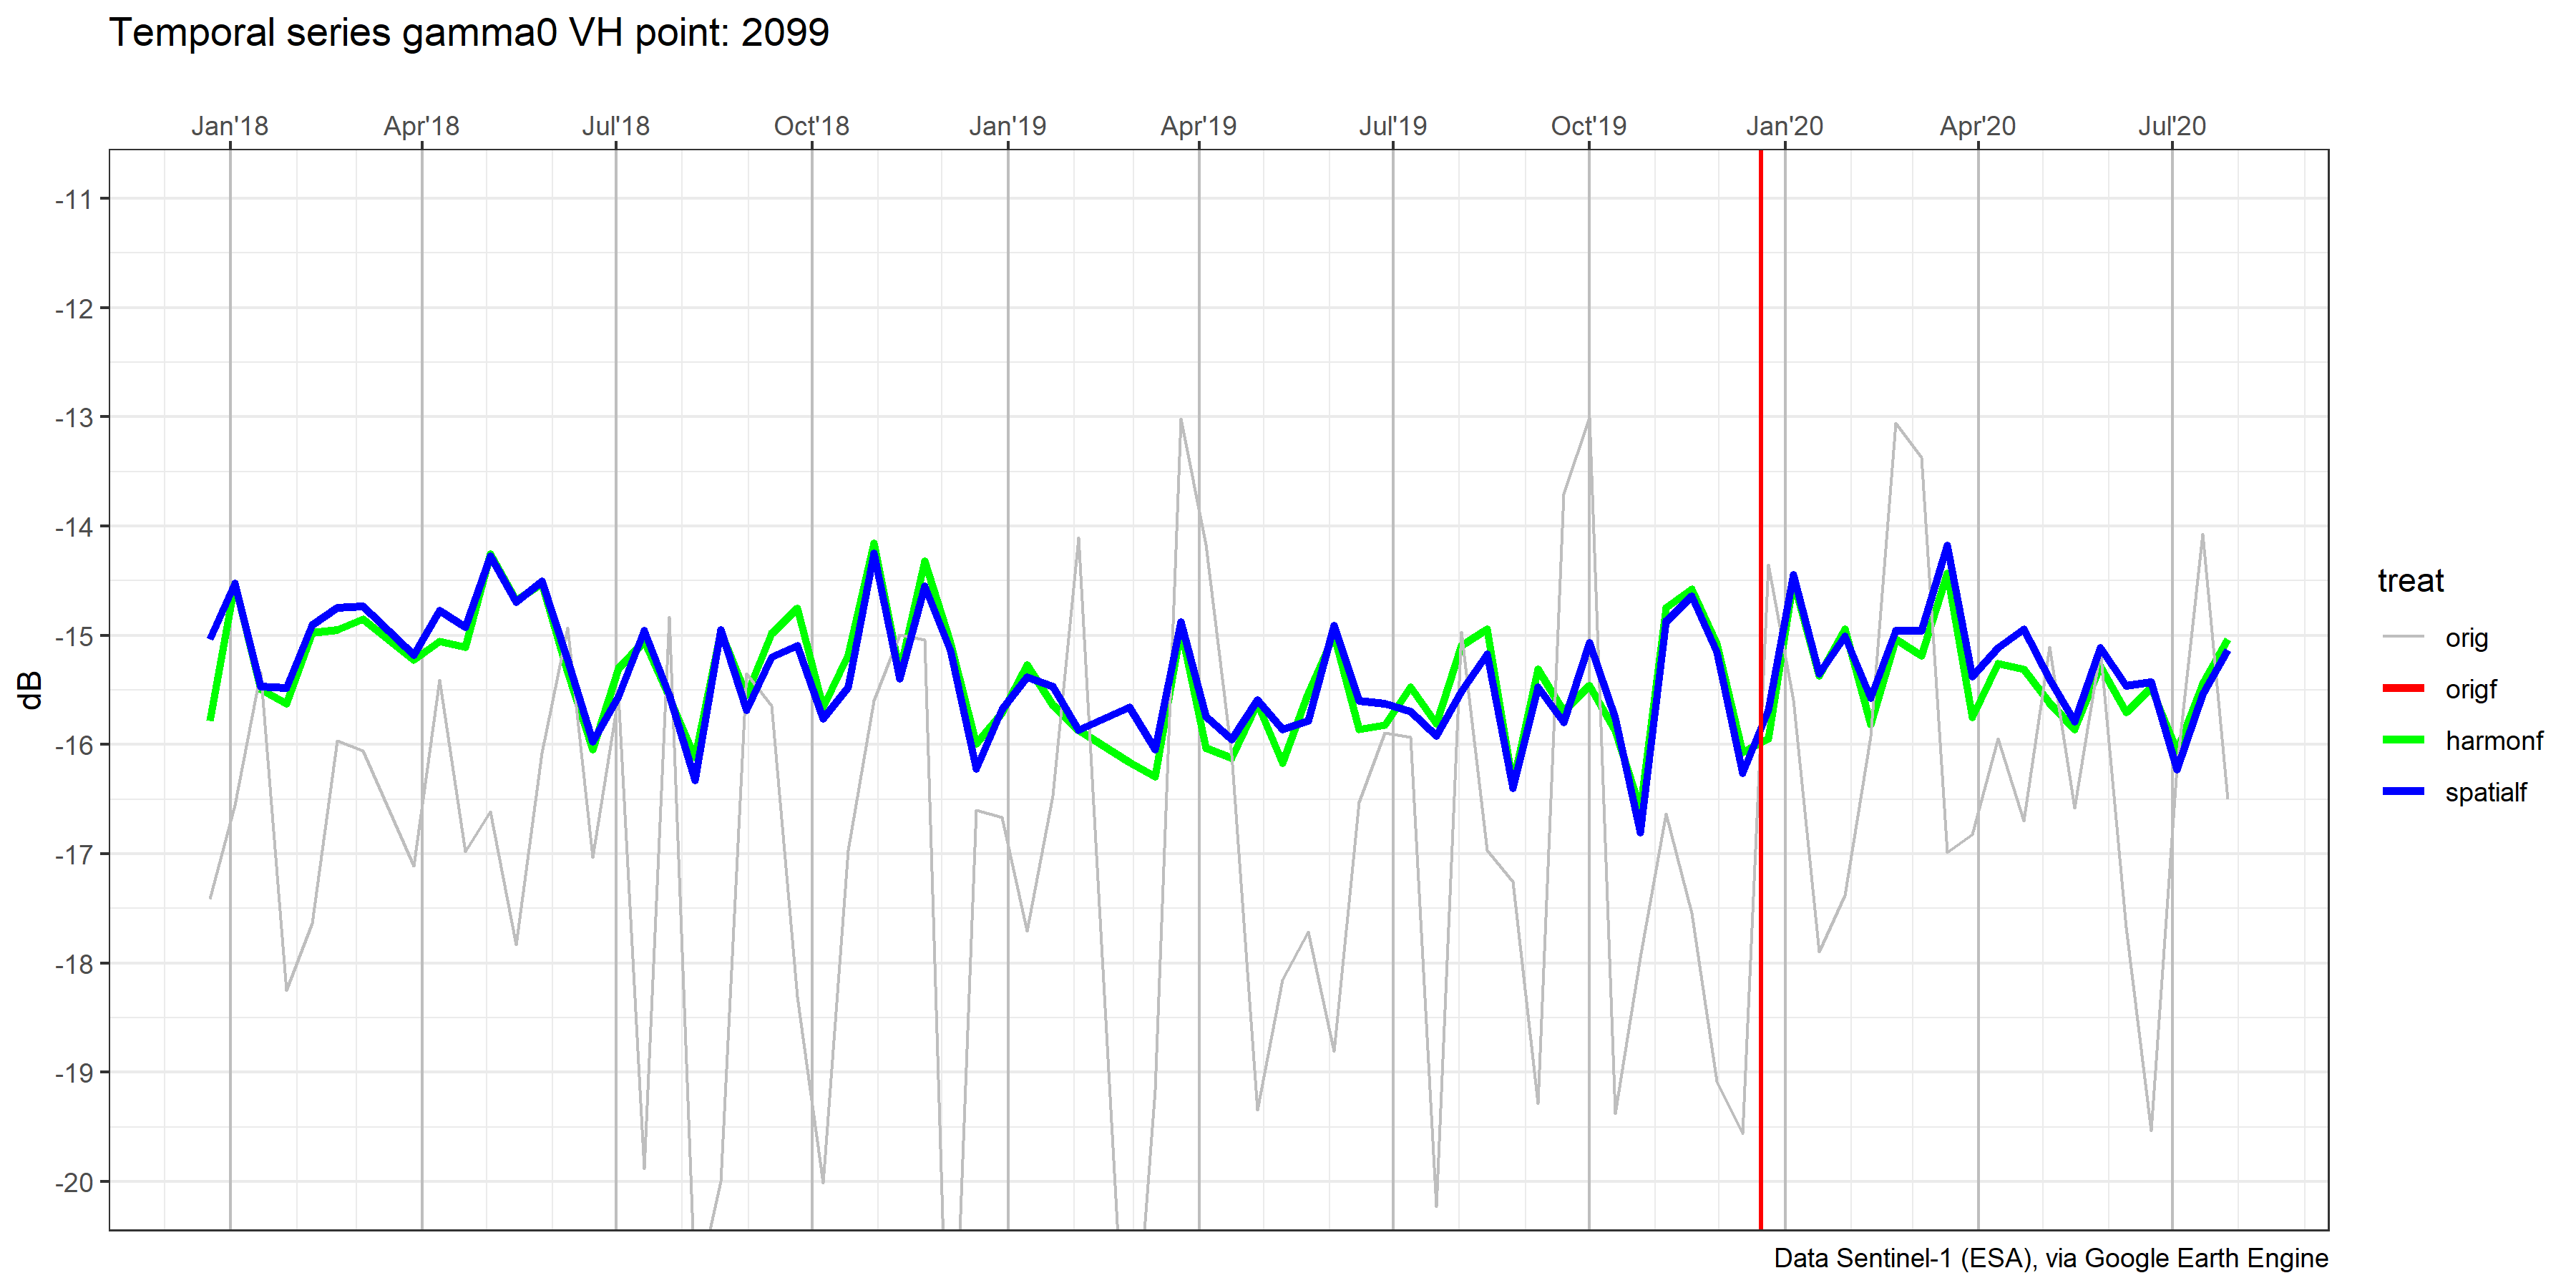 Temporal series gamma0 VH point: 2099
Jan'18 Apr'18 Jul'18 Oct'18 Jan'19 Apr'19 Jul'19 Oct'19 Jan'20 Apr'20 Jul'20
-11
-12
-13
-14
-15
-16
-17
-18
-19
-20
dB
treat
orig
origf
harmonf
spatialf
Data Sentinel-1 (ESA), via Google Earth Engine